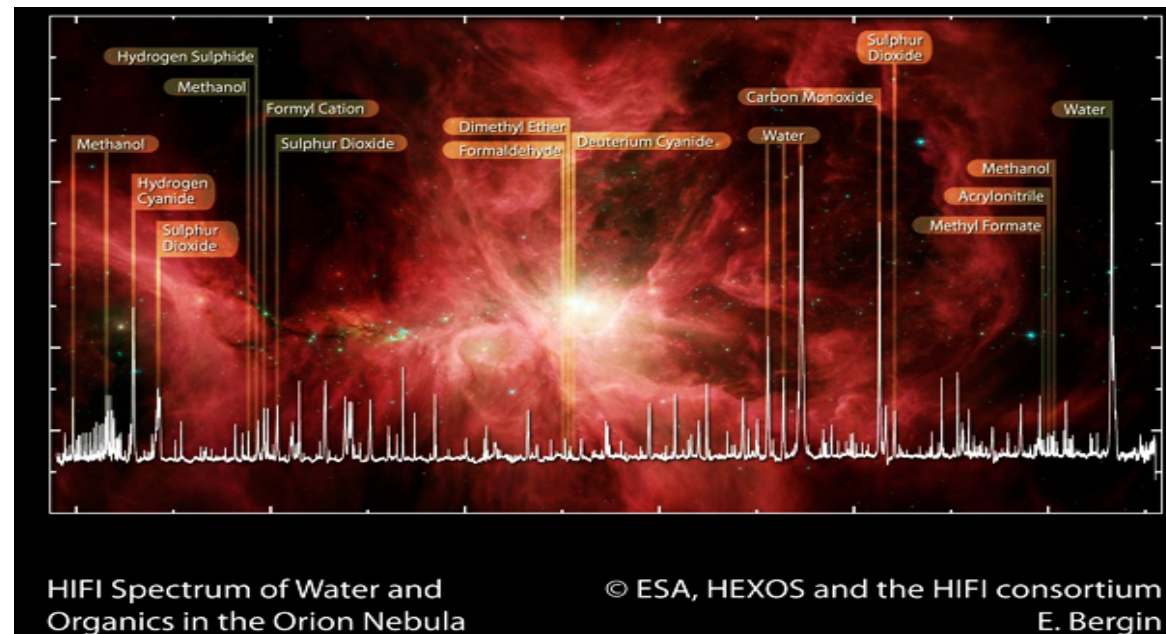 Hydrogen Sulphide
Methanol
Formyl Cation
Methanol
Sulphur Dioxide
Hydrogen
Cyanide
Sulphur
Dioxide
Dimethyl Ether
Formaldehyde
Deuterium Cyanide
Sulphur
Dioxide
Carbon Monoxide
Water
Water
Methanol
Acrylonitrile
Methyl Formate
HIFI Spectrum of Water and
Organics in the Orion Nebula
© ESA, HEXOS and the HIFI consortium
E. Bergin